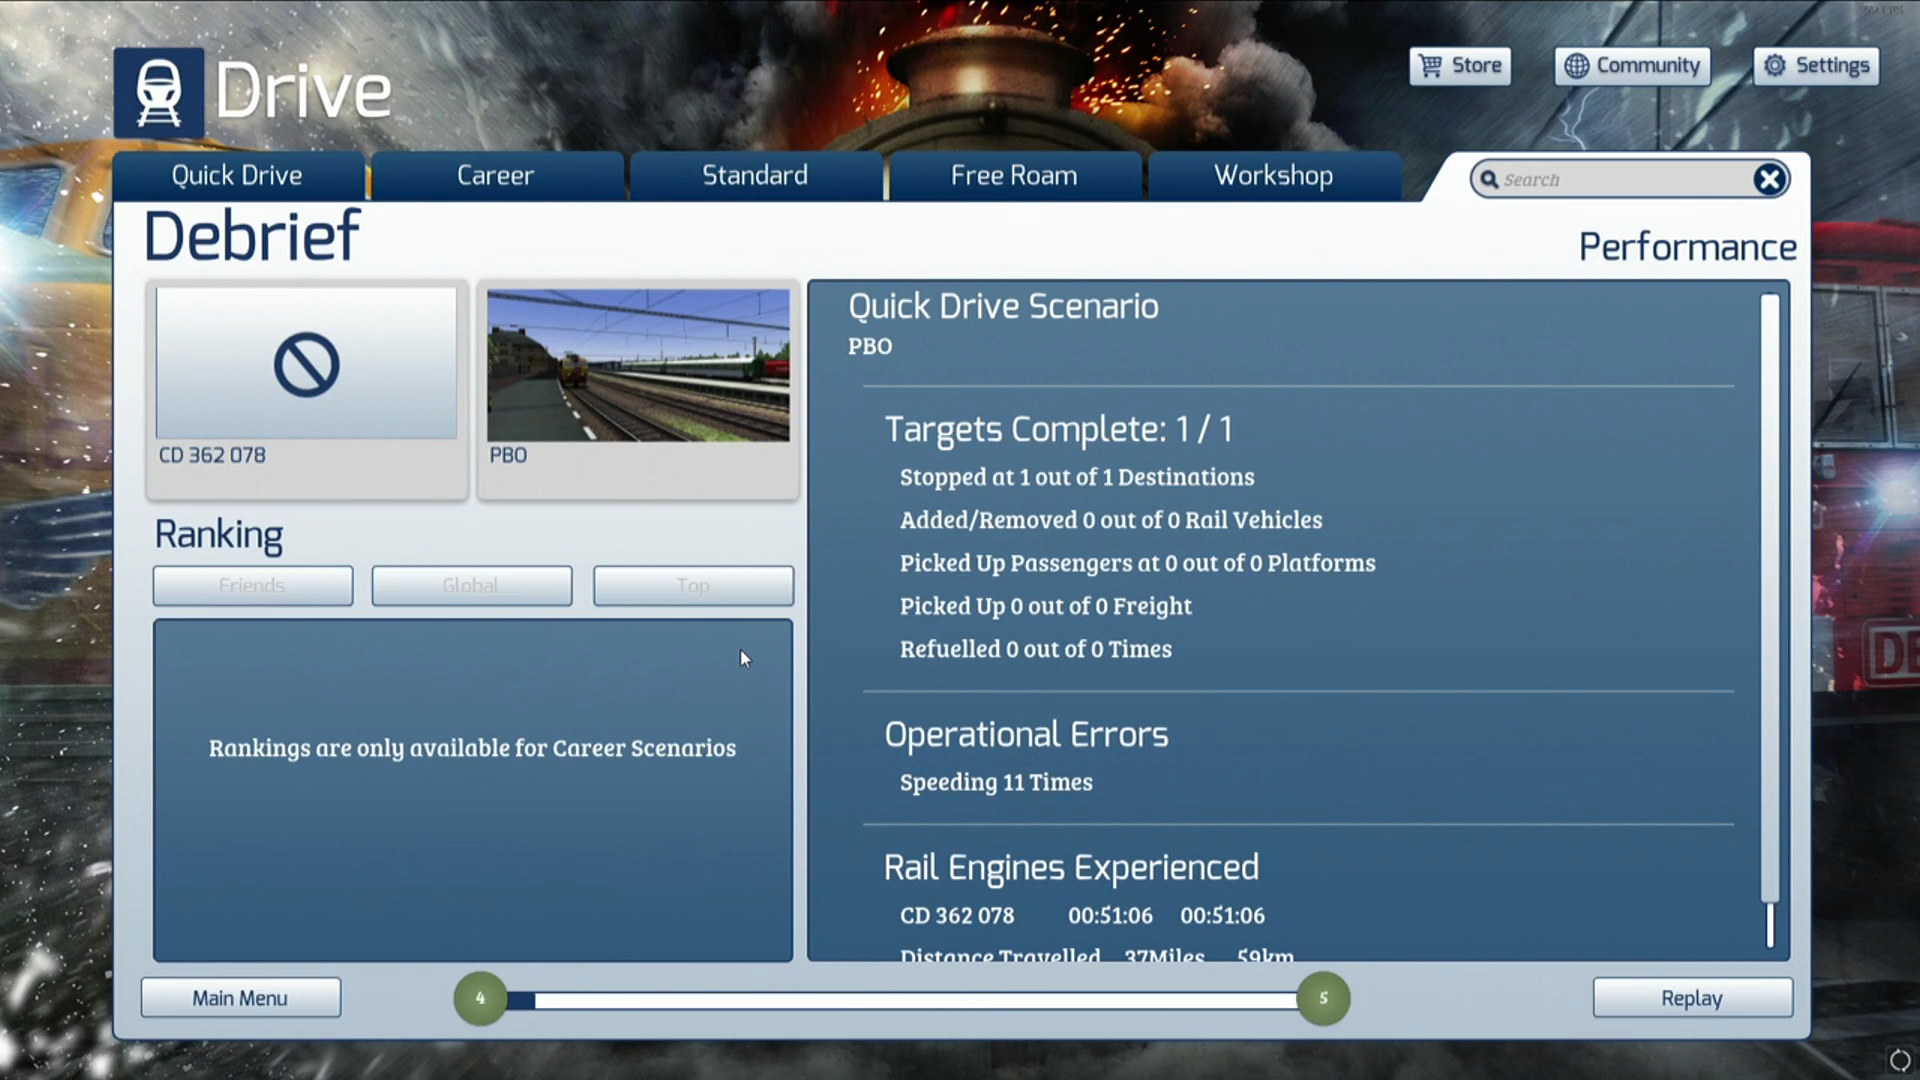 Drive
Store
Community
Settings
Quick Drive
Career
Standard
Free Roam
Workshop
Search
Debrief
Performance
CD 362 078
PBO
Ranking
Friends
Global
Top
Rankings are only available for Career Scenarios
Quick Drive Scenario
PBO
Targets Complete: 1 / 1
Stopped at 1 out of 1 Destinations
Added/Removed 0 out of 0 Rail Vehicles
Picked Up Passengers at 0 out of 0 Platforms
Picked Up 0 out of 0 Freight
Refuelled 0 out of 0 Times
Operational Errors
Speeding 11 Times
Rail Engines Experienced
CD 362 078 00:51:06 00:51:06
Distance Travelled 37Miles 59km
Main Menu
4
5
Replay